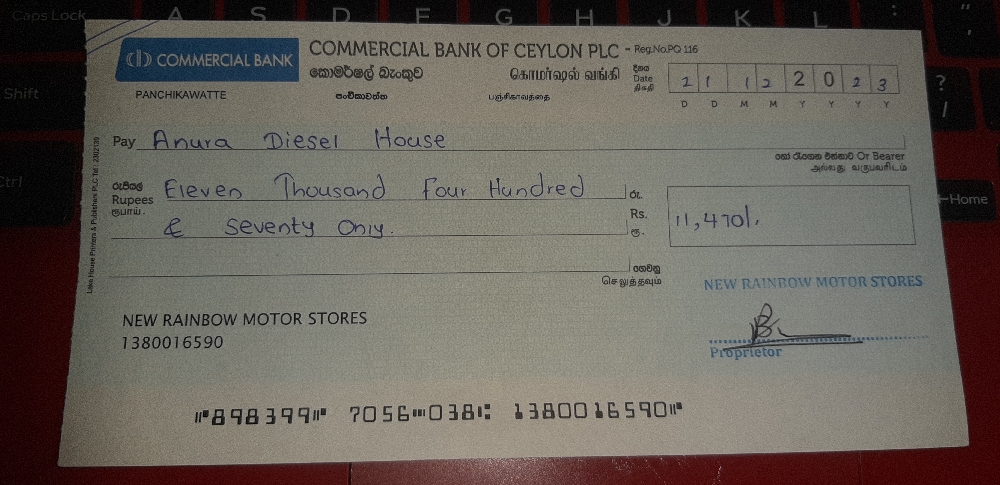 Caps Lock A S D F G H J K L : "
Shift
? /
Ctrl
Home
COMMERCIAL BANK
COMMERCIAL BANK OF CEYLON PLC - Reg.No.PQ 116
කොමර්ෂල් බැංකුව கொமர்ஷல் வங்கி
PANCHIKAWATTE පංචිකාවත්ත பஞ்சிகாவத்தை
දිනය
Date
திகதி
2 1 1 2 2 0 2 3
D D M M Y Y Y Y
Pay Anura Diesel House
හෝ රැගෙන එන්නාට Or Bearer
அல்லது வருபவரிடம்
රුපියල්
Rupees
ரூபாய்
Eleven Thousand Four Hundred
& Seventy Only.
රු.
Rs.
ரூ.
11,470/.
ගෙවනු
செலுத்தவும்
Lake House Printers & Publishers PLC
NEW RAINBOW MOTOR STORES
Proprietor
NEW RAINBOW MOTOR STORES
1380016590
⑈898399⑈ 7056⑉038⑆ 1380016590⑈